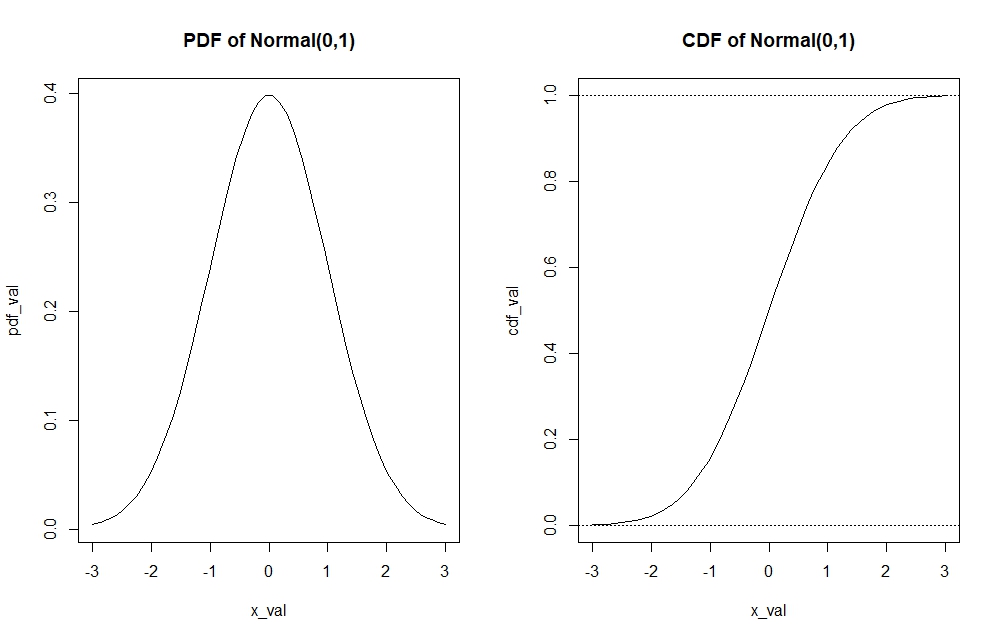 PDF of Normal(0,1)
pdf_val
0.4
0.3
0.2
0.1
0.0
-3 -2 -1 0 1 2 3
x_val
CDF of Normal(0,1)
cdf_val
1.0
0.8
0.6
0.4
0.2
0.0
-3 -2 -1 0 1 2 3
x_val